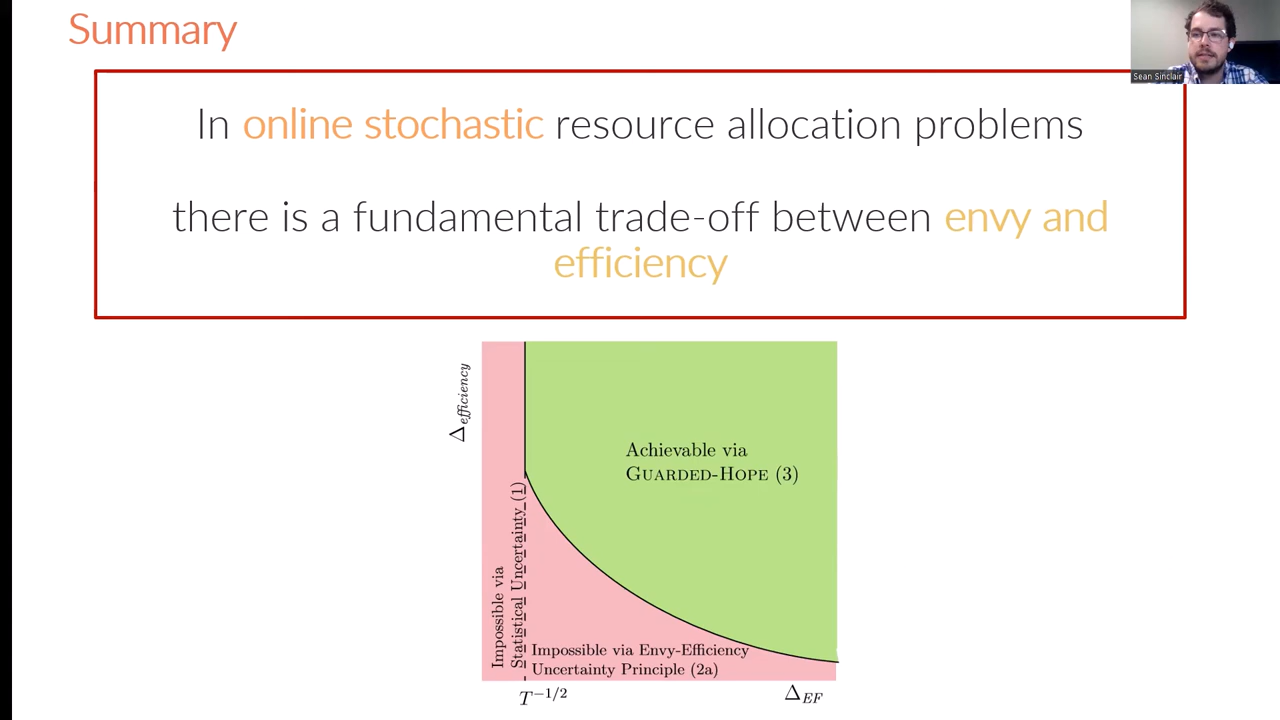 Summary
Sean Sinclair
In online stochastic resource allocation problems
there is a fundamental trade-off between envy and
efficiency
Δefficiency
Achievable via
GUARDED-HOPE (3)
Impossible via
Statistical Uncertainty (1)
Impossible via Envy-Efficiency
Uncertainty Principle (2a)
T^{-1/2}
Δ_{EF}